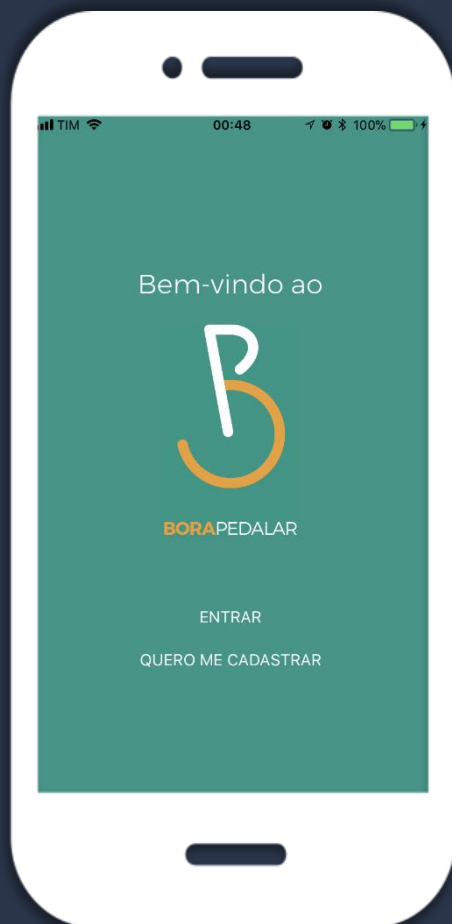 TIM 00:48 100%
Bem-vindo ao
BORAPEDALAR
ENTRAR
QUERO ME CADASTRAR